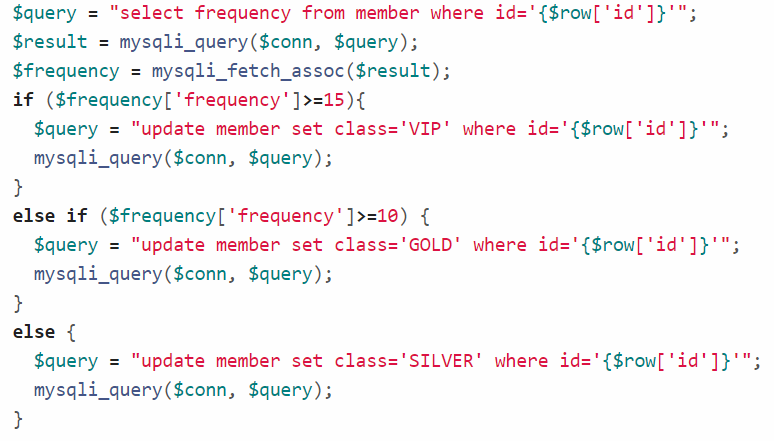 $query = "select frequency from member where id='{$row['id']}'";
$result = mysqli_query($conn, $query);
$frequency = mysqli_fetch_assoc($result);
if ($frequency['frequency']>=15){
  $query = "update member set class='VIP' where id='{$row['id']}'";
  mysqli_query($conn, $query);
}
else if ($frequency['frequency']>=10) {
  $query = "update member set class='GOLD' where id='{$row['id']}'";
  mysqli_query($conn, $query);
}
else {
  $query = "update member set class='SILVER' where id='{$row['id']}'";
  mysqli_query($conn, $query);
}